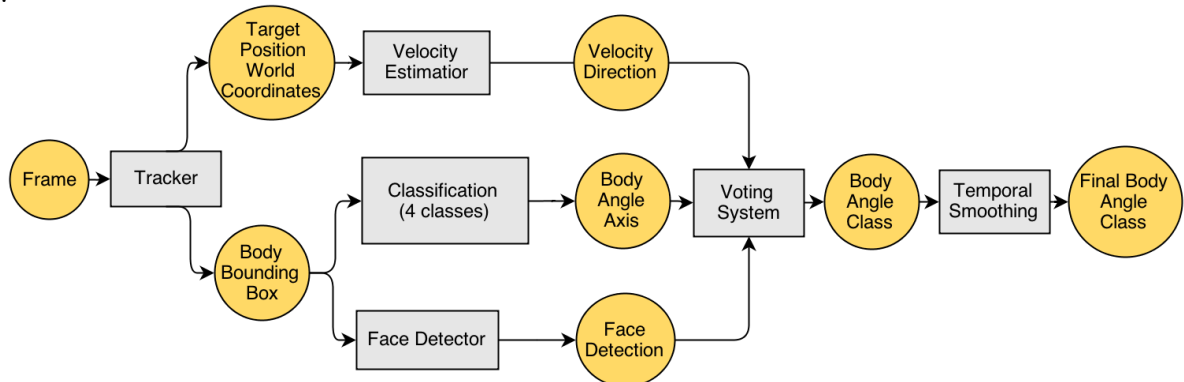 Target
Position
World
Coordinates
Velocity
Estimatior
Velocity
Direction
Frame
Tracker
Classification
(4 classes)
Body
Angle
Axis
Voting
System
Body
Angle
Class
Temporal
Smoothing
Final Body
Angle
Class
Body
Bounding
Box
Face Detector
Face
Detection